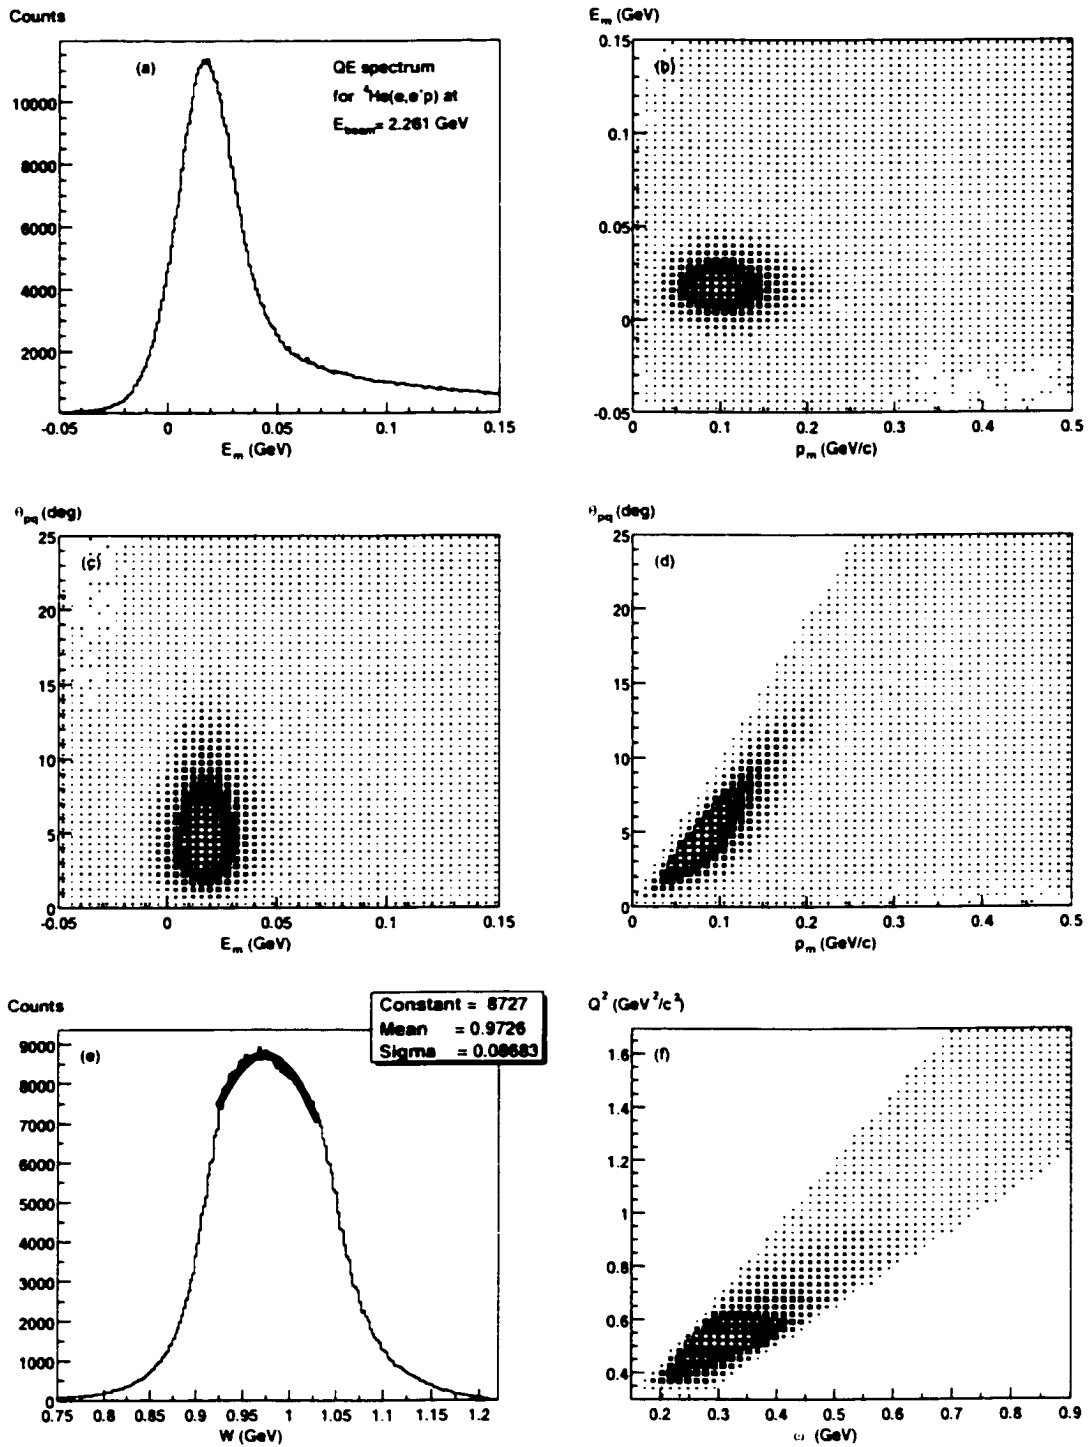 Counts
(a)
QE spectrum
for ⁴He(e,e'p) at
E_beam = 2.261 GeV
10000
8000
6000
4000
2000
-0.05 0 0.05 0.1 0.15
E_m (GeV)
E_m (GeV)
(b)
0.15
0.1
0.05
0
-0.05
0 0.1 0.2 0.3 0.4 0.5
p_m (GeV/c)
θ_pq (deg)
(c)
25
20
15
10
5
0
-0.05 0 0.05 0.1 0.15
E_m (GeV)
θ_pq (deg)
(d)
25
20
15
10
5
0
0 0.1 0.2 0.3 0.4 0.5
p_m (GeV/c)
Counts
Constant = 8727
Mean = 0.9726
Sigma = 0.08683
(e)
9000
8000
7000
6000
5000
4000
3000
2000
1000
0
0.75 0.8 0.85 0.9 0.95 1 1.05 1.1 1.15 1.2
W (GeV)
Q² (GeV²/c²)
(f)
1.6
1.4
1.2
1
0.8
0.6
0.4
0.2 0.3 0.4 0.5 0.6 0.7 0.8 0.9
ω (GeV)